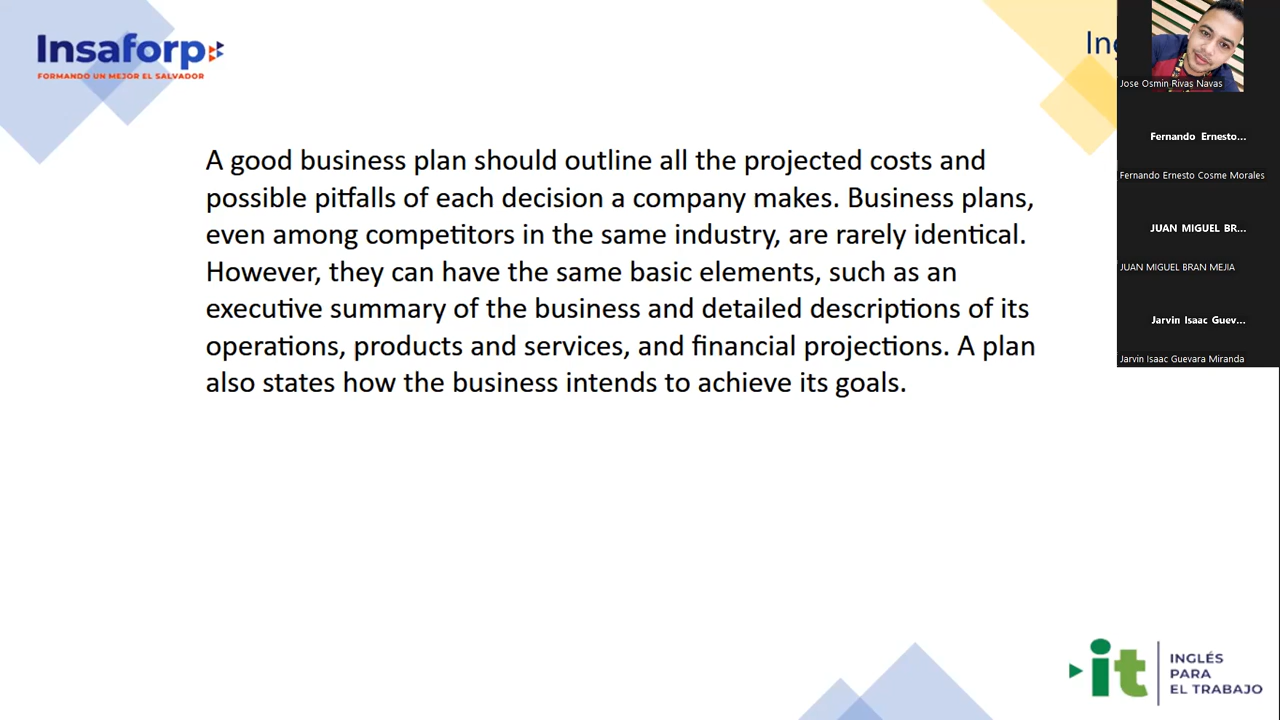 Insaforp
FORMANDO UN MEJOR EL SALVADOR
Jose Osmin Rivas Navas
Fernando Ernesto...
Fernando Ernesto Cosme Morales
JUAN MIGUEL BR...
JUAN MIGUEL BRAN MEJIA
Jarvin Isaac Guev...
Jarvin Isaac Guevara Miranda
A good business plan should outline all the projected costs and
possible pitfalls of each decision a company makes. Business plans,
even among competitors in the same industry, are rarely identical.
However, they can have the same basic elements, such as an
executive summary of the business and detailed descriptions of its
operations, products and services, and financial projections. A plan
also states how the business intends to achieve its goals.
it
INGLÉS
PARA
EL TRABAJO